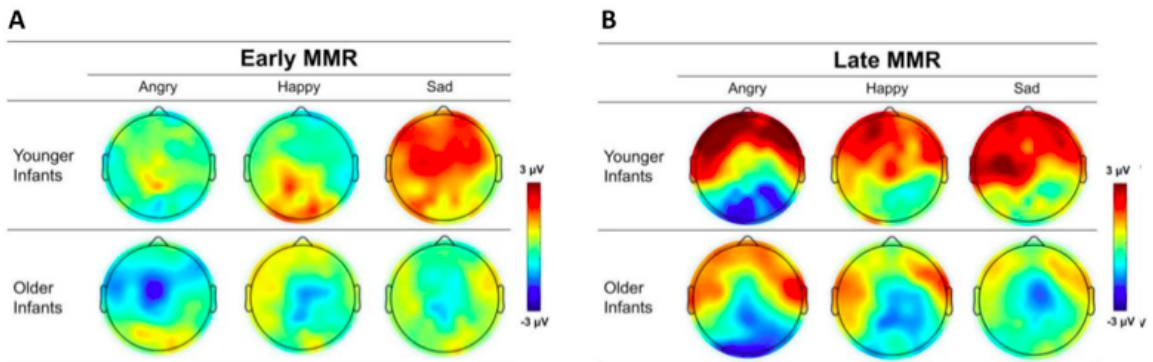 A
Early MMR
Angry Happy Sad
Younger
Infants
3 µV
Older
Infants
-3 µV
B
Late MMR
Angry Happy Sad
Younger
Infants
3 µV
Older
Infants
-3 µV